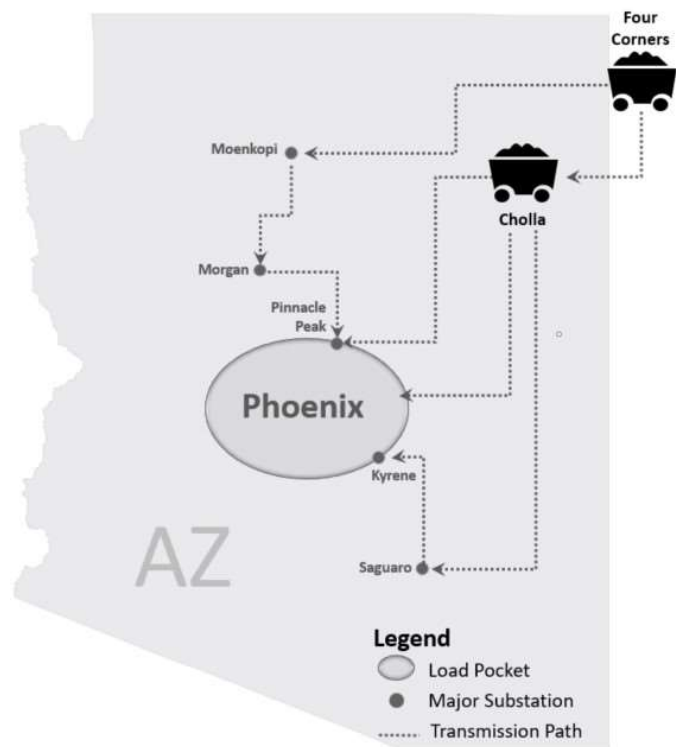 Four
Corners
Moenkopi
Cholla
Morgan
Pinnacle
Peak
Phoenix
Kyrene
AZ
Saguaro
Legend
Load Pocket
Major Substation
Transmission Path